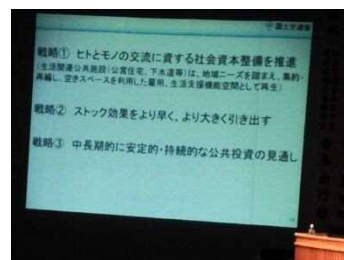 国土交通省
戦略① ヒトとモノの交流に資する社会資本整備を推進
(生活関連公共施設(公営住宅、下水道等)は、地域ニーズを踏まえ、集約・
再編し、空きスペースを利用した雇用、生活支援機能空間として再生)
戦略② ストック効果をより早く、より大きく引き出す
戦略③ 中長期的に安定的・持続的な公共投資の見通し